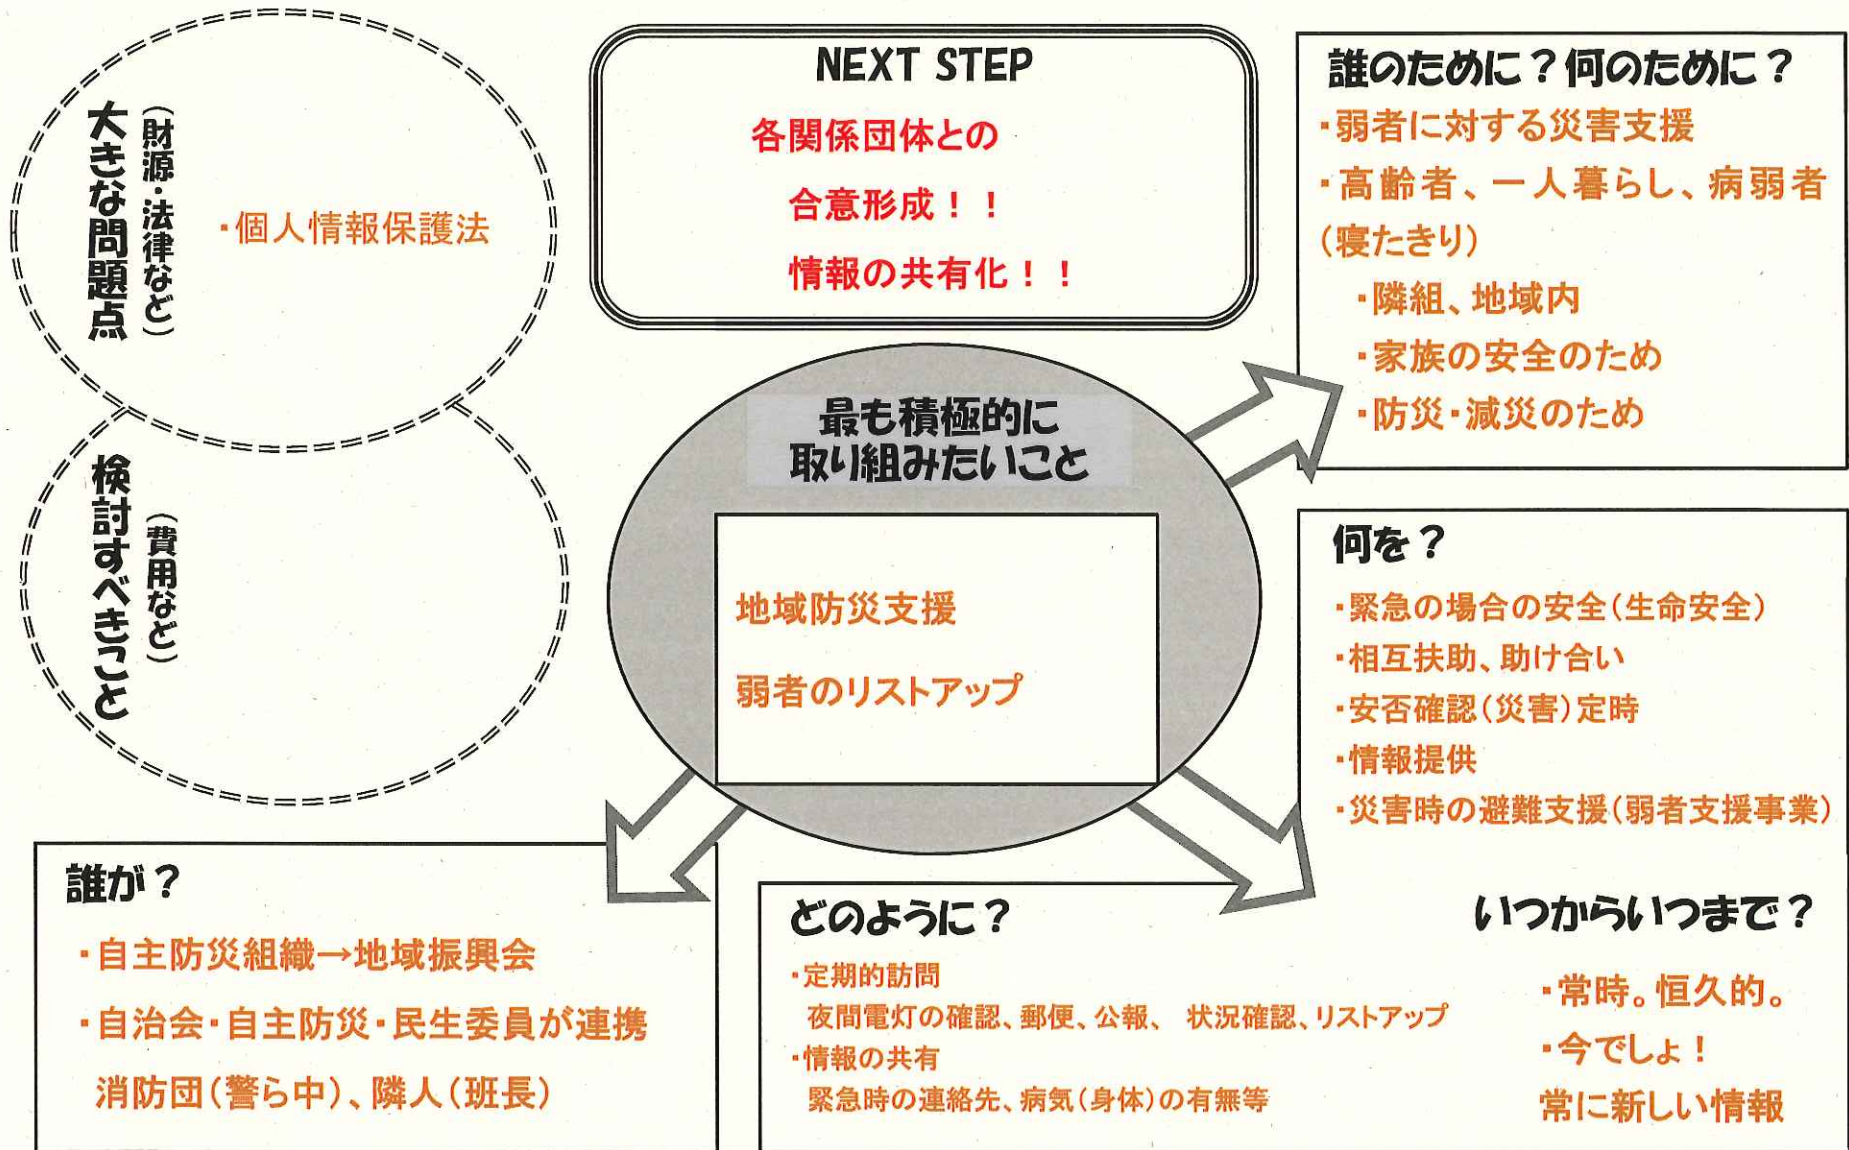 大きな問題点
（財源・法律など）
・個人情報保護法
検討すべきこと
（費用など）
NEXT STEP
各関係団体との
合意形成！！
情報の共有化！！
最も積極的に
取り組みたいこと
地域防災支援
弱者のリストアップ
誰のために？何のために？
・弱者に対する災害支援
・高齢者、一人暮らし、病弱者
（寝たきり）
・隣組、地域内
・家族の安全のため
・防災・減災のため
何を？
・緊急の場合の安全（生命安全）
・相互扶助、助け合い
・安否確認（災害）定時
・情報提供
・災害時の避難支援（弱者支援事業）
誰が？
・自主防災組織→地域振興会
・自治会・自主防災・民生委員が連携
消防団（警ら中）、隣人（班長）
どのように？
・定期的訪問
夜間電灯の確認、郵便、公報、 状況確認、リストアップ
・情報の共有
緊急時の連絡先、病気（身体）の有無等
いつからいつまで？
・常時。恒久的。
・今でしょ！
常に新しい情報